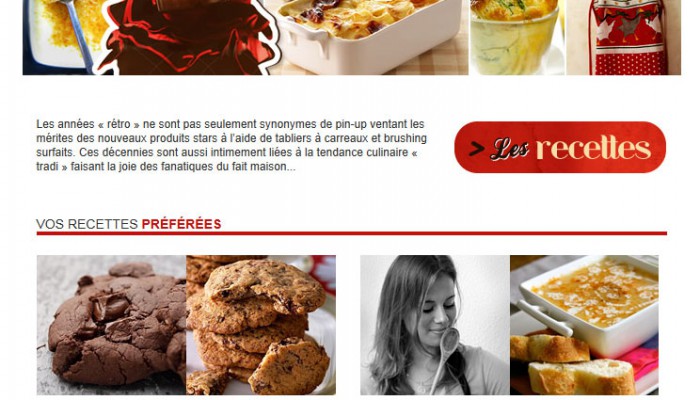 Les années « rétro » ne sont pas seulement synonymes de pin-up ventant les
mérites des nouveaux produits stars à l'aide de tabliers à carreaux et brushing
surfaits. Ces décennies sont aussi intimement liées à la tendance culinaire «
tradi » faisant la joie des fanatiques du fait maison...
> Les recettes
VOS RECETTES PRÉFÉRÉES